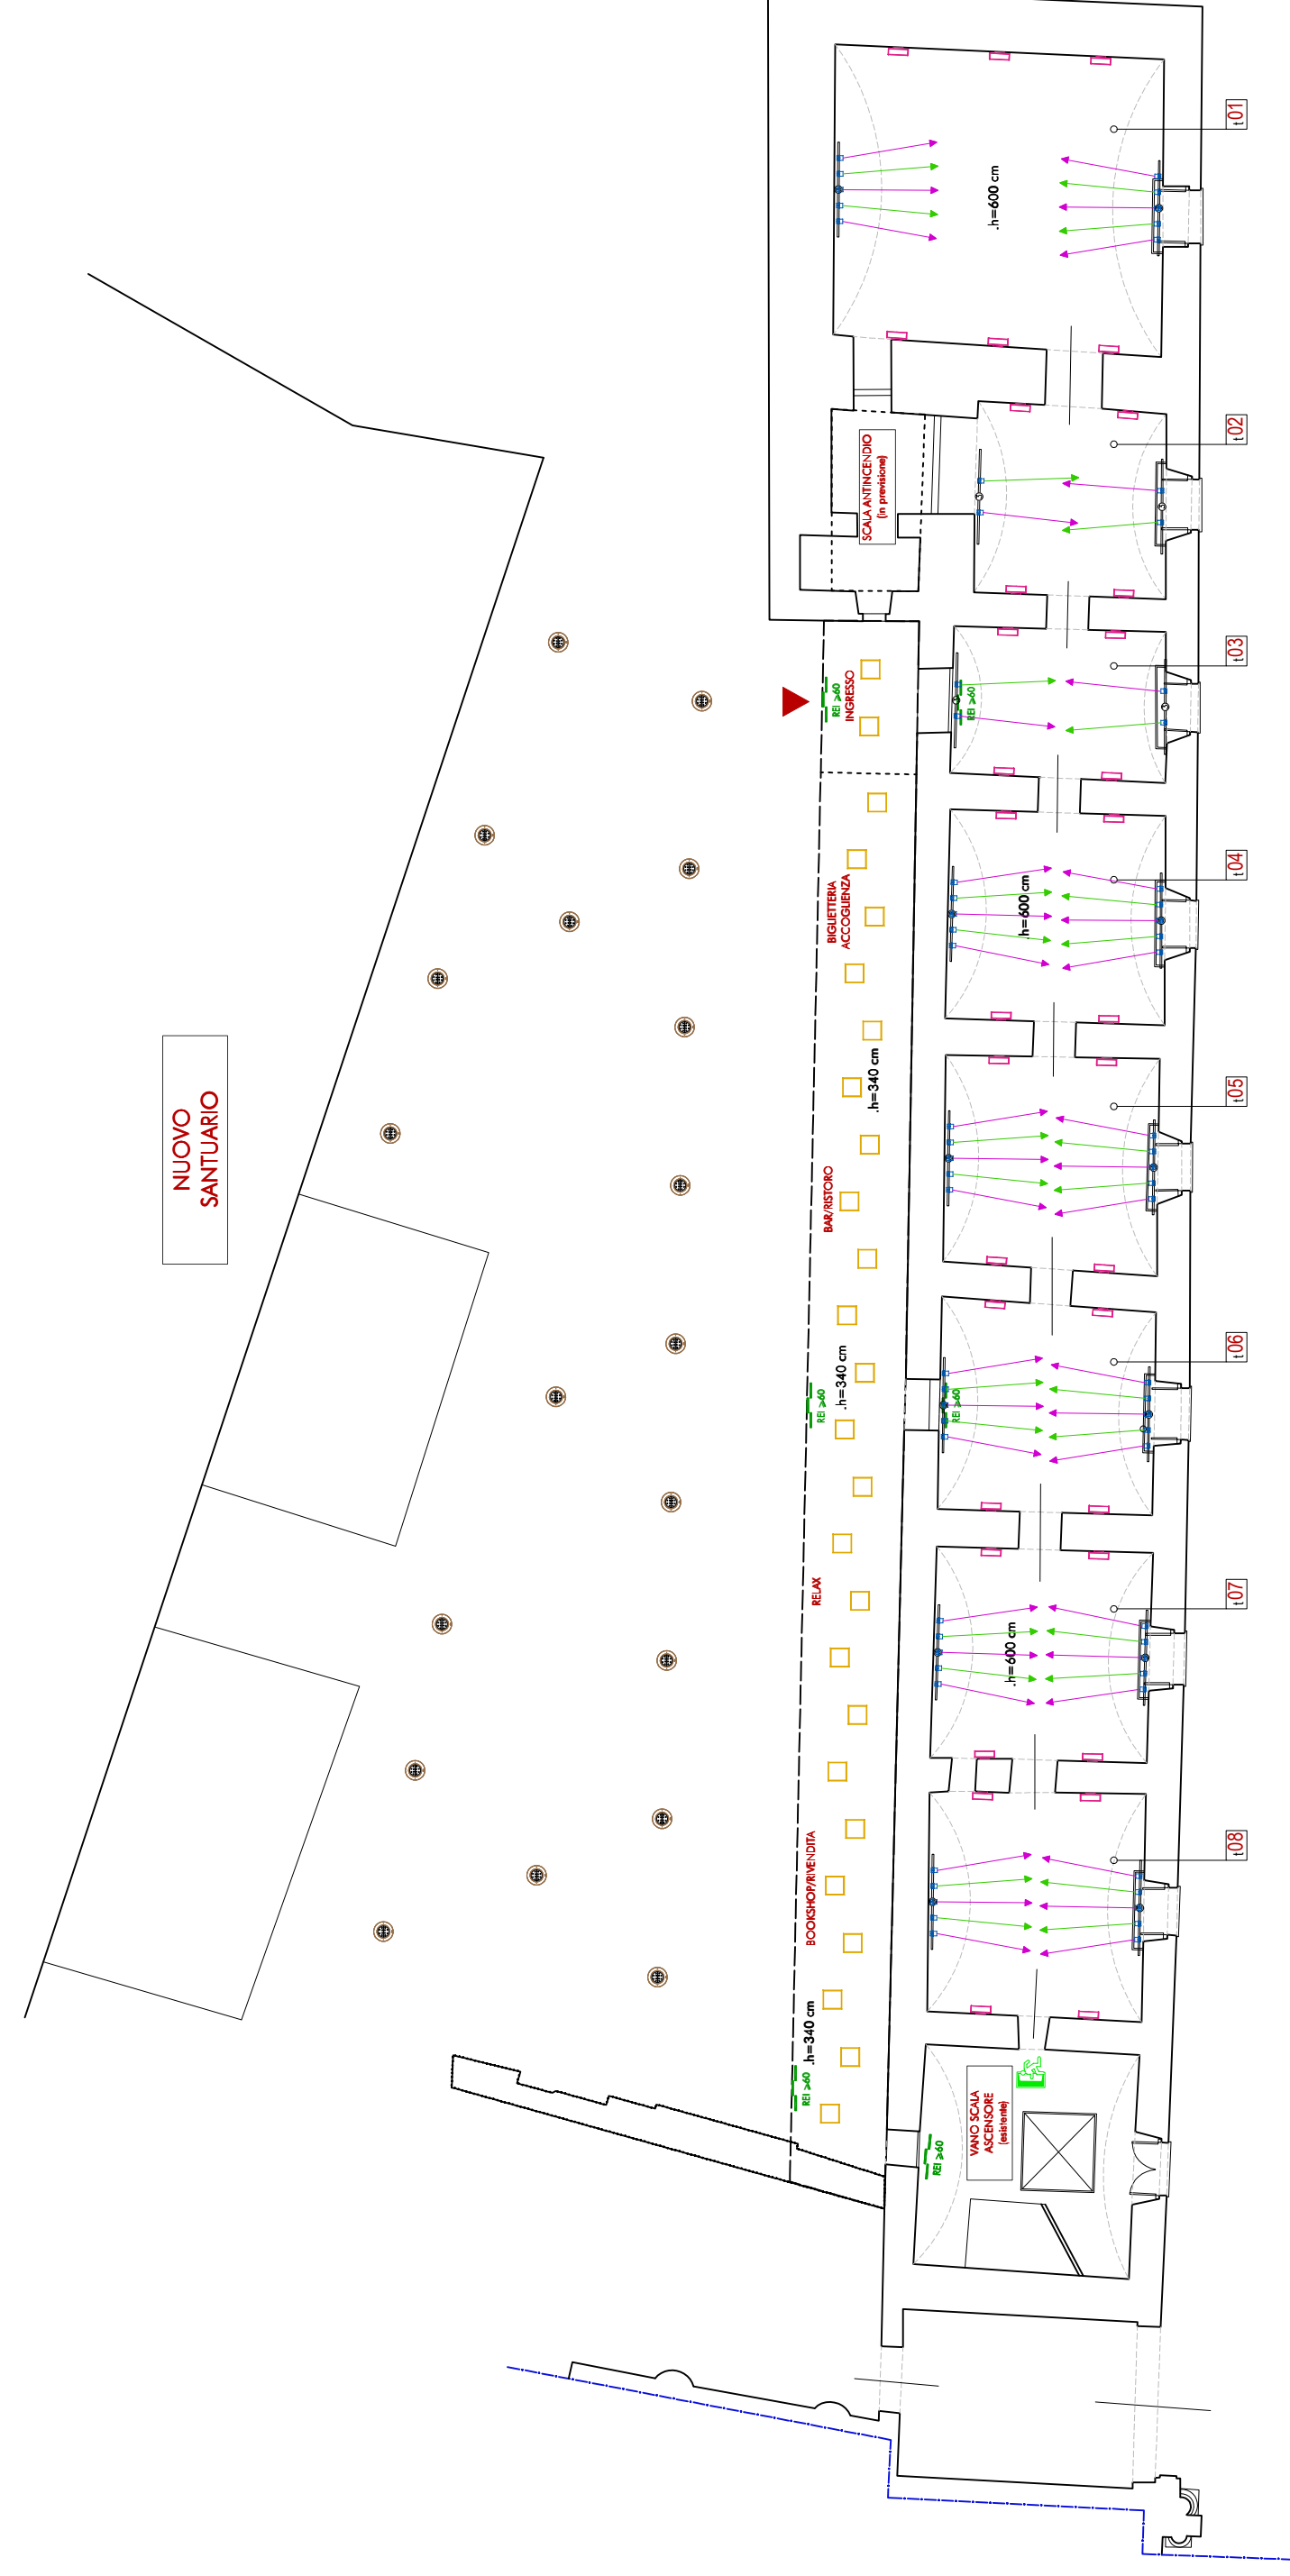 t01
.h=600 cm
t02
SCALA ANTINCENDIO
(in previsione)
t03
REI ≥60
INGRESSO
REI ≥60
t04
.h=600 cm
BIGLIETTERIA
ACCOGLIENZA
NUOVO
SANTUARIO
.h=340 cm
t05
BAR/RISTORO
t06
.h=340 cm
REI ≥60
REI ≥60
t07
RELAX
.h=600 cm
t08
BOOKSHOP/RIVENDITA
.h=340 cm
REI ≥60
VANO SCALA
ASCENSORE
(esistente)
REI ≥60